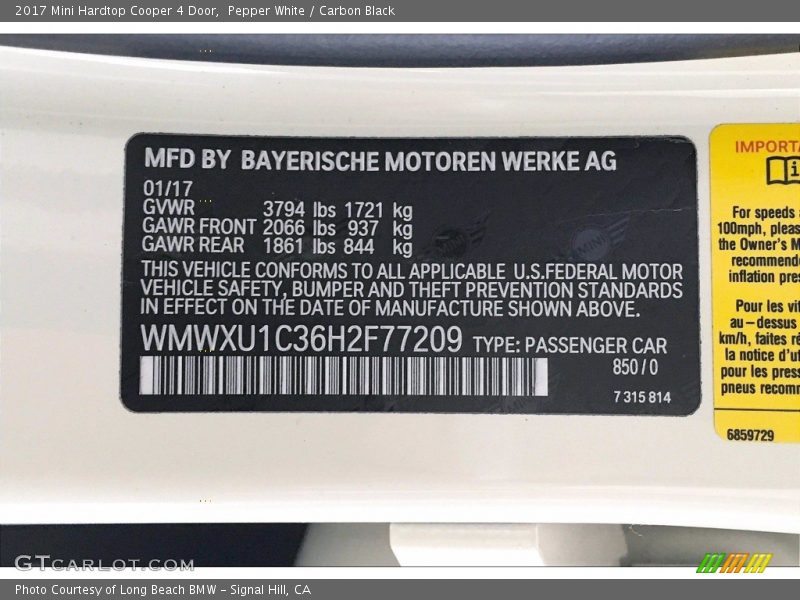 2017 Mini Hardtop Cooper 4 Door,  Pepper White / Carbon Black
MFD BY BAYERISCHE MOTOREN WERKE AG
01/17
GVWR 3794 lbs 1721 kg
GAWR FRONT 2066 lbs 937 kg
GAWR REAR 1861 lbs 844 kg
THIS VEHICLE CONFORMS TO ALL APPLICABLE U.S.FEDERAL MOTOR
VEHICLE SAFETY, BUMPER AND THEFT PREVENTION STANDARDS
IN EFFECT ON THE DATE OF MANUFACTURE SHOWN ABOVE.
WMWXU1C36H2F77209 TYPE: PASSENGER CAR
850 / 0
7 315 814
IMPORTA
For speeds
100mph, pleas
the Owner's M
recommende
inflation pres
Pour les vit
au-dessus
km/h, faites ré
la notice d'ut
pour les press
pneus recomm
6859729
MINI
GTCARLOT.COM
Photo Courtesy of Long Beach BMW - Signal Hill, CA